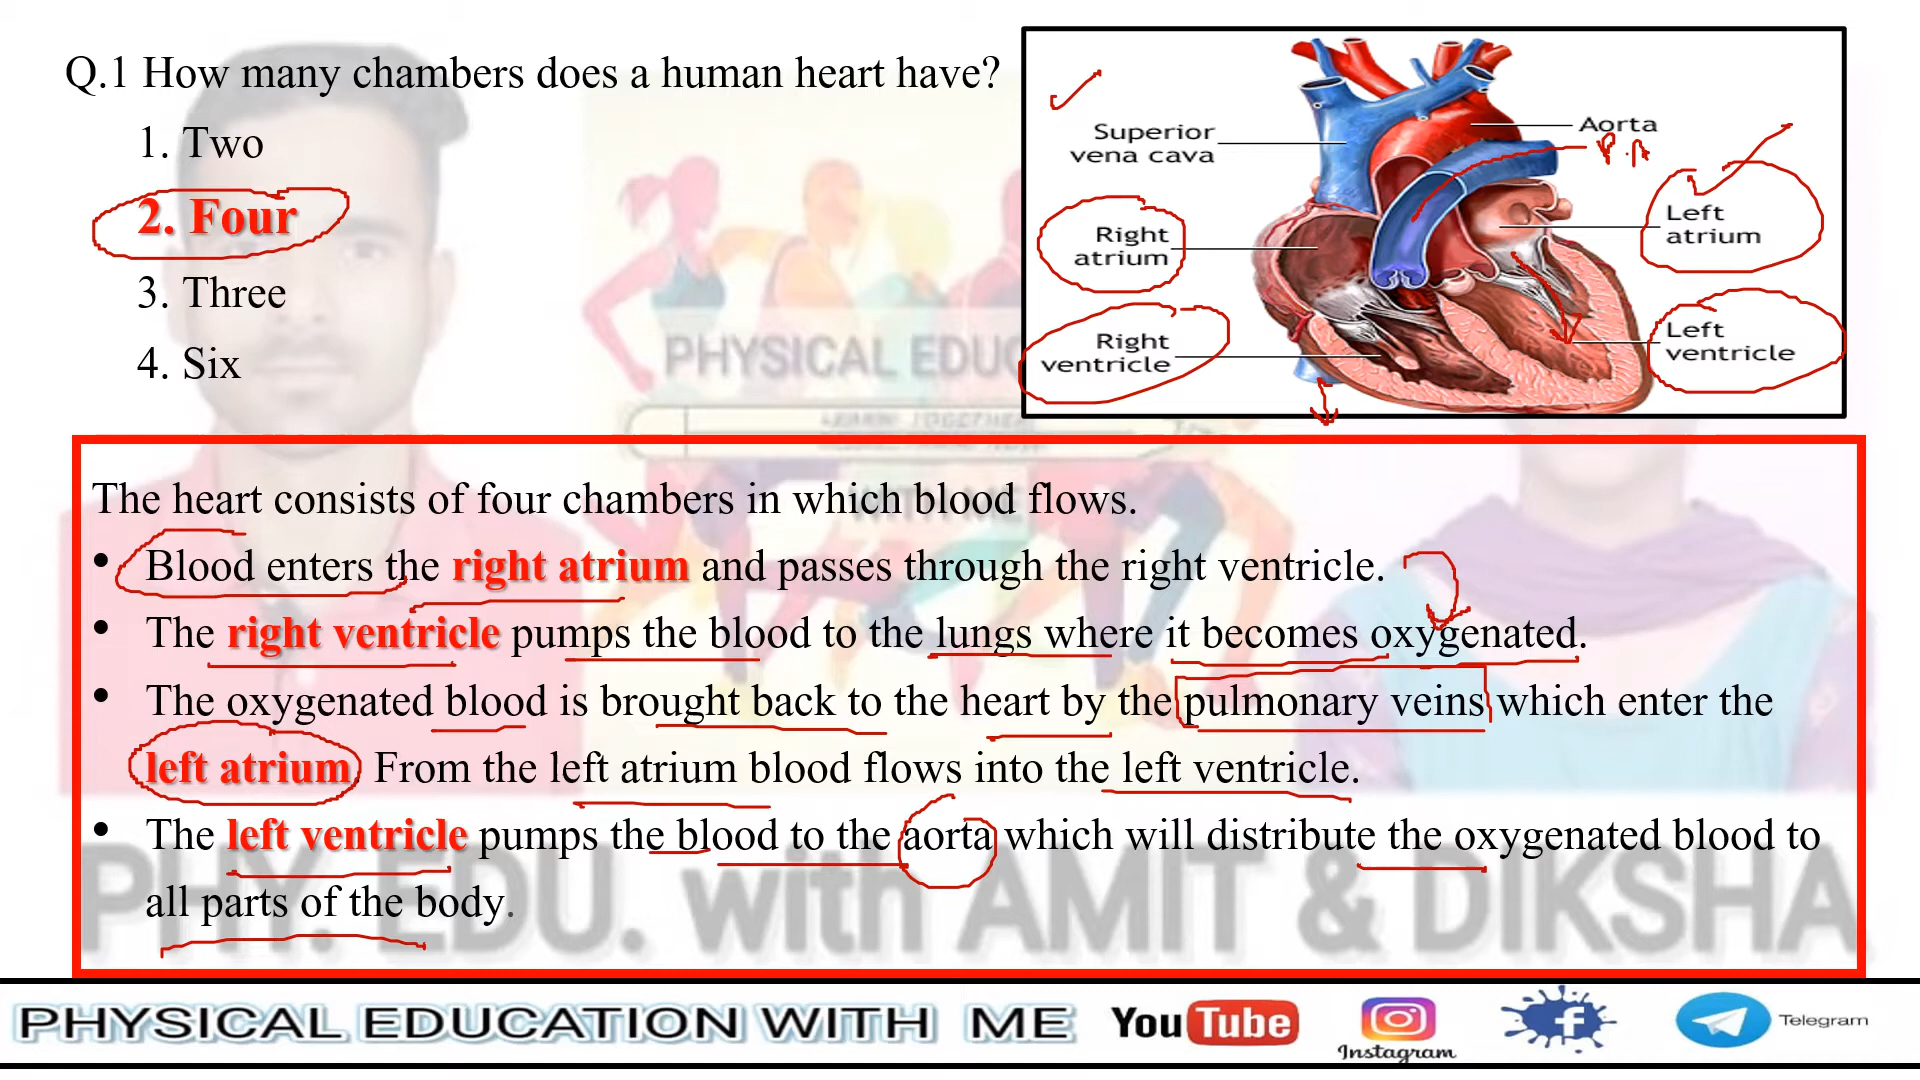 Q.1 How many chambers does a human heart have?
1. Two
2. Four
3. Three
4. Six
Superior
vena cava
Aorta
P.A
Right
atrium
Left
atrium
Right
ventricle
Left
ventricle
PHYSICAL EDUC
LEARN TOGETHER
WITH ME
The heart consists of four chambers in which blood flows.
• Blood enters the right atrium and passes through the right ventricle.
• The right ventricle pumps the blood to the lungs where it becomes oxygenated.
• The oxygenated blood is brought back to the heart by the pulmonary veins which enter the
left atrium. From the left atrium blood flows into the left ventricle.
• The left ventricle pumps the blood to the aorta which will distribute the oxygenated blood to
all parts of the body.
PHY. EDU. with AMIT & DIKSHA
PHYSICAL EDUCATION WITH ME YouTube Instagram f Telegram